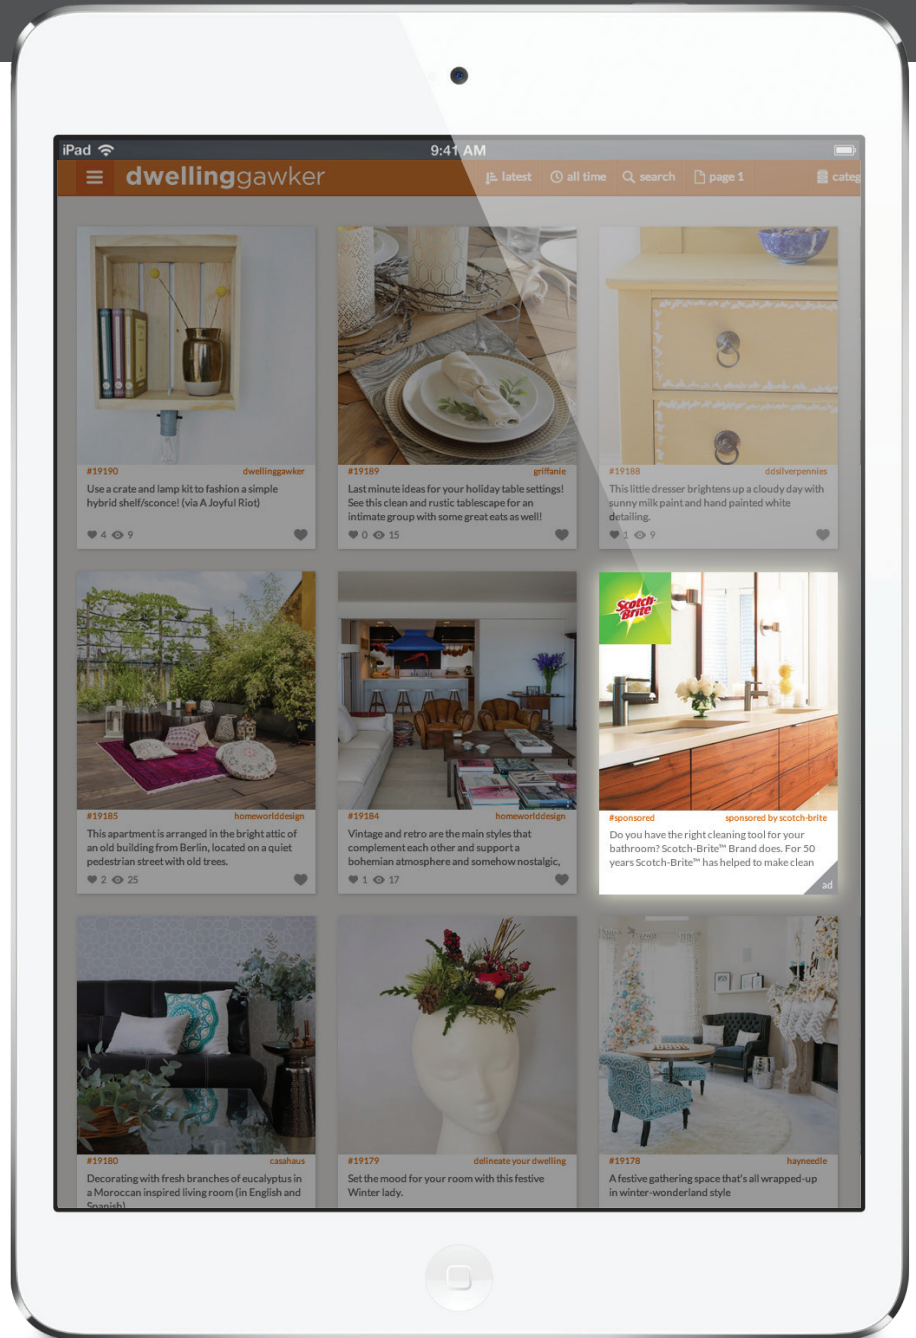 iPad 9:41 AM
dwellinggawker latest all time search page 1 categ
#19190 dwellinggawker
Use a crate and lamp kit to fashion a simple
hybrid shelf/sconce! (via A Joyful Riot)
4 9
#19189 griffanie
Last minute ideas for your holiday table settings!
See this clean and rustic tablescape for an
intimate group with some great eats as well!
0 15
#19188 ddsilverpennies
This little dresser brightens up a cloudy day with
sunny milk paint and hand painted white
detailing.
1 9
#19185 homeworlddesign
This apartment is arranged in the bright attic of
an old building from Berlin, located on a quiet
pedestrian street with old trees.
2 25
#19184 homeworlddesign
Vintage and retro are the main styles that
complement each other and support a
bohemian atmosphere and somehow nostalgic,
1 17
Scotch-
Brite
#sponsored sponsored by scotch-brite
Do you have the right cleaning tool for your
bathroom? Scotch-Brite™ Brand does. For 50
years Scotch-Brite™ has helped to make clean
ad
#19180 casahaus
Decorating with fresh branches of eucalyptus in
a Moroccan inspired living room (in English and
Spanish)
#19179 delineate your dwelling
Set the mood for your room with this festive
Winter lady.
#19178 hayneedle
A festive gathering space that's all wrapped-up
in winter-wonderland style